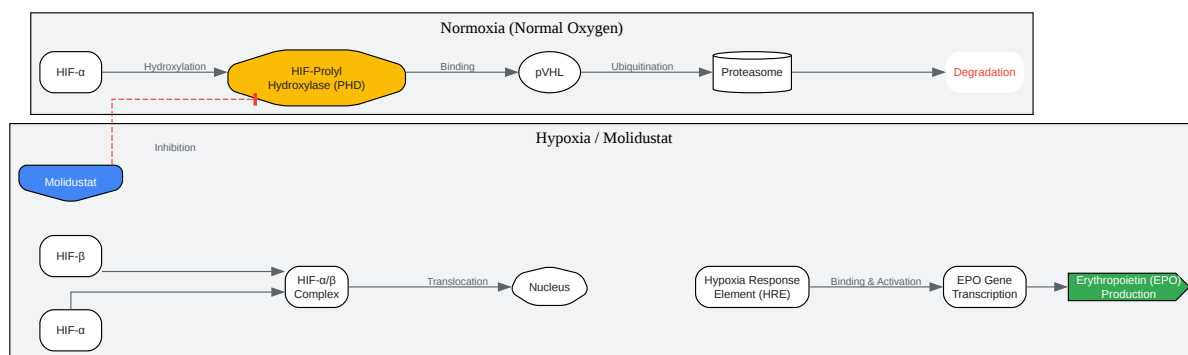 Normoxia (Normal Oxygen)
HIF-α
Hydroxylation
HIF-Prolyl
Hydroxylase (PHD)
Binding
pVHL
Ubiquitination
Proteasome
Degradation
Hypoxia / Molidustat
Inhibition
Molidustat
HIF-β
HIF-α
HIF-α/β
Complex
Translocation
Nucleus
Hypoxia Response
Element (HRE)
Binding & Activation
EPO Gene
Transcription
Erythropoietin (EPO)
Production